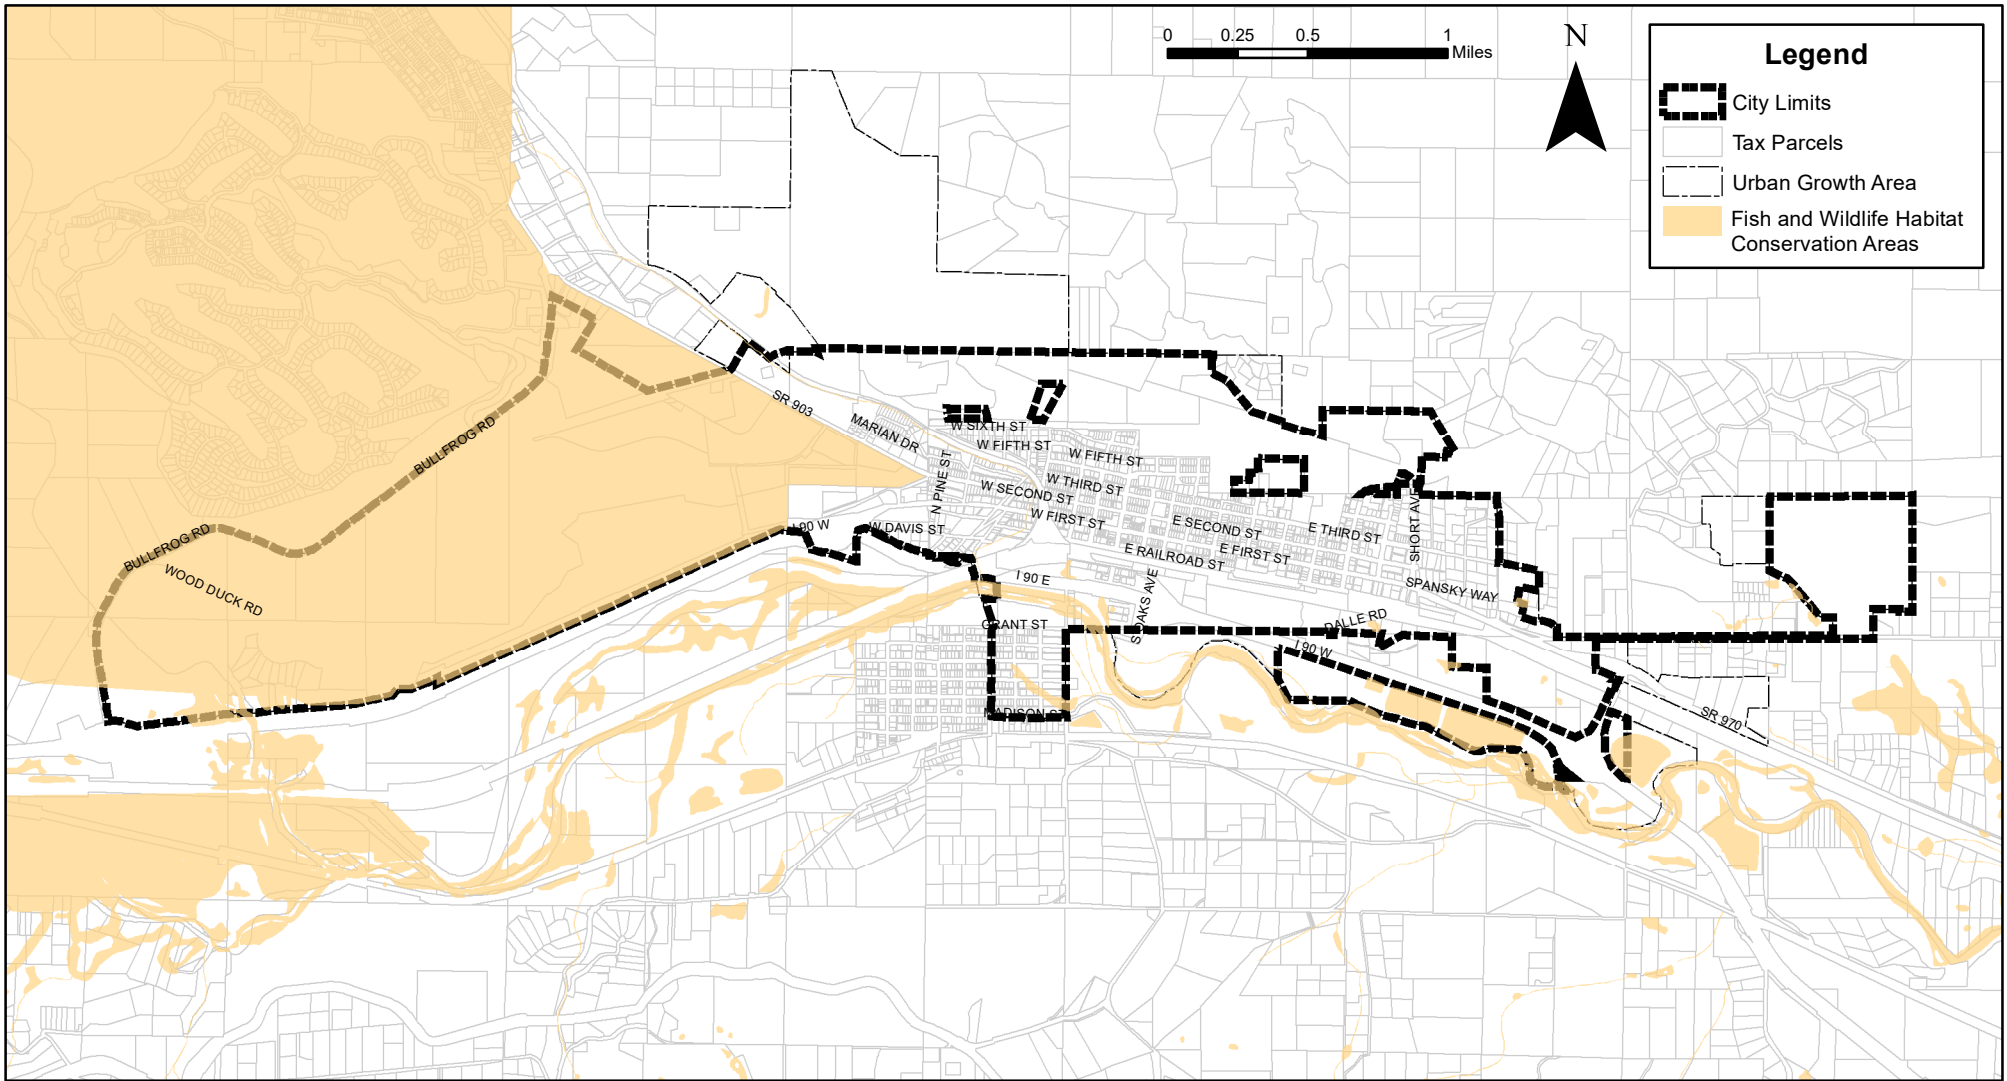 0 0.25 0.5 1
Miles
N
Legend
City Limits
Tax Parcels
Urban Growth Area
Fish and Wildlife Habitat
Conservation Areas
SR 903
MARIAN DR
BULLFROG RD
W SIXTH ST
W FIFTH ST
W FIFTH ST
N PINE ST
W THIRD ST
W SECOND ST
W FIRST ST
E SECOND ST
E THIRD ST
SHORT AVE
I 90 W
W DAVIS ST
BULLFROG RD
WOOD DUCK RD
E RAILROAD ST
E FIRST ST
I 90 E
SPANSKY WAY
S OAKS AVE
GRANT ST
DALLE RD
I 90 W
MADISON ST
SR 970